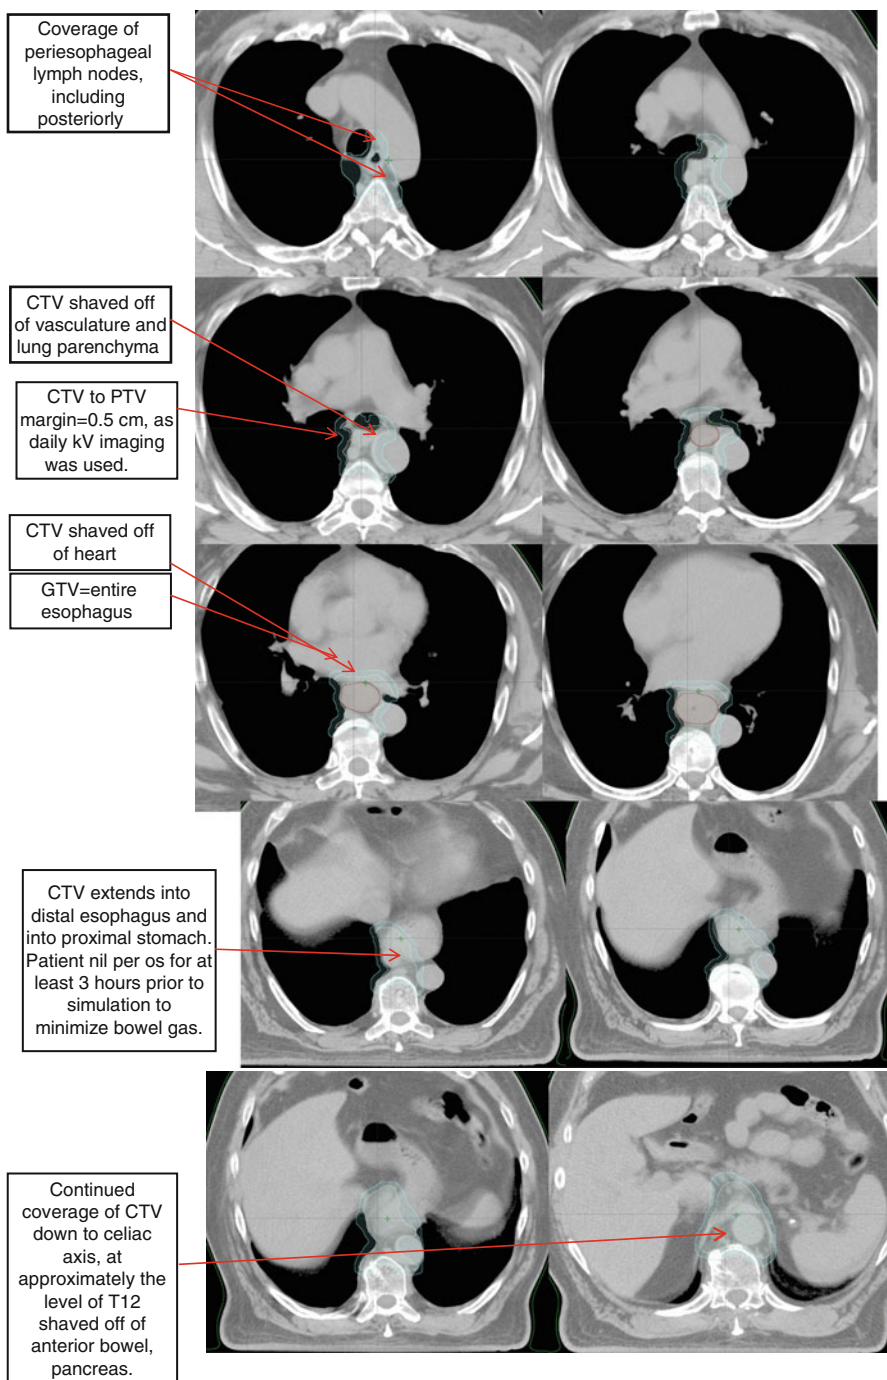 Coverage of
periesophageal
lymph nodes,
including
posteriorly
CTV shaved off
of vasculature and
lung parenchyma
CTV to PTV
margin=0.5 cm, as
daily kV imaging
was used.
CTV shaved off
of heart
GTV=entire
esophagus
CTV extends into
distal esophagus and
into proximal stomach.
Patient nil per os for at
least 3 hours prior to
simulation to
minimize bowel gas.
Continued
coverage of CTV
down to celiac
axis, at
approximately the
level of T12
shaved off of
anterior bowel,
pancreas.